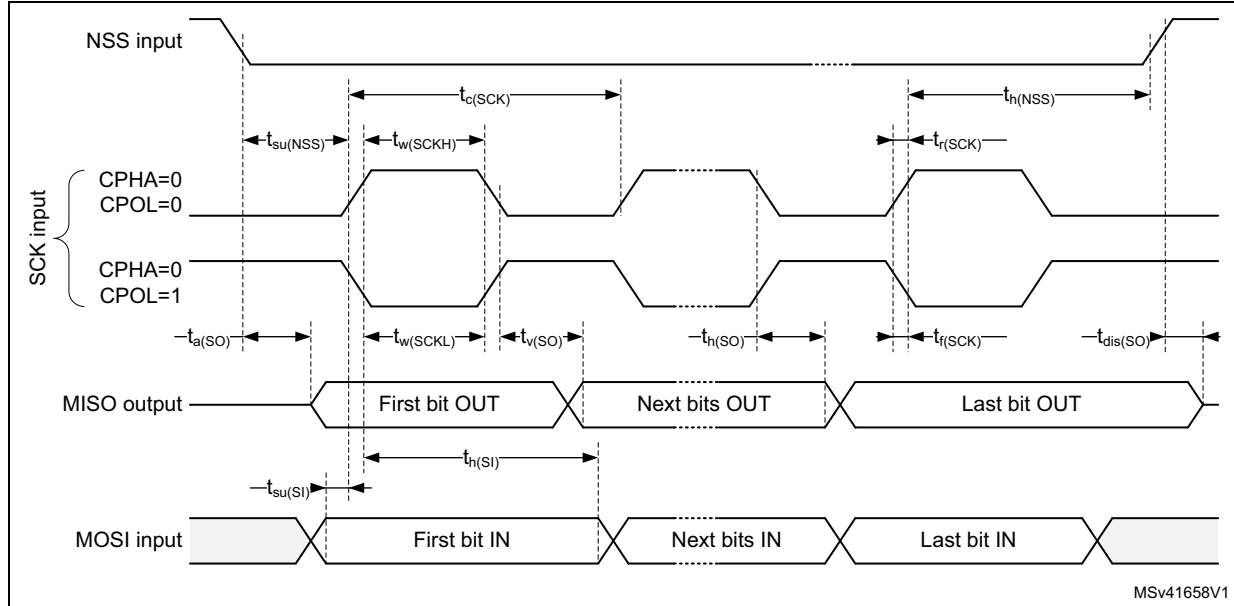 NSS input
tc(SCK)
th(NSS)
tsu(NSS)
tw(SCKH)
tr(SCK)
SCK input
CPHA=0
CPOL=0
CPHA=0
CPOL=1
ta(SO)
tw(SCKL)
tv(SO)
th(SO)
tf(SCK)
tdis(SO)
MISO output
First bit OUT
Next bits OUT
Last bit OUT
th(SI)
tsu(SI)
MOSI input
First bit IN
Next bits IN
Last bit IN
MSv41658V1